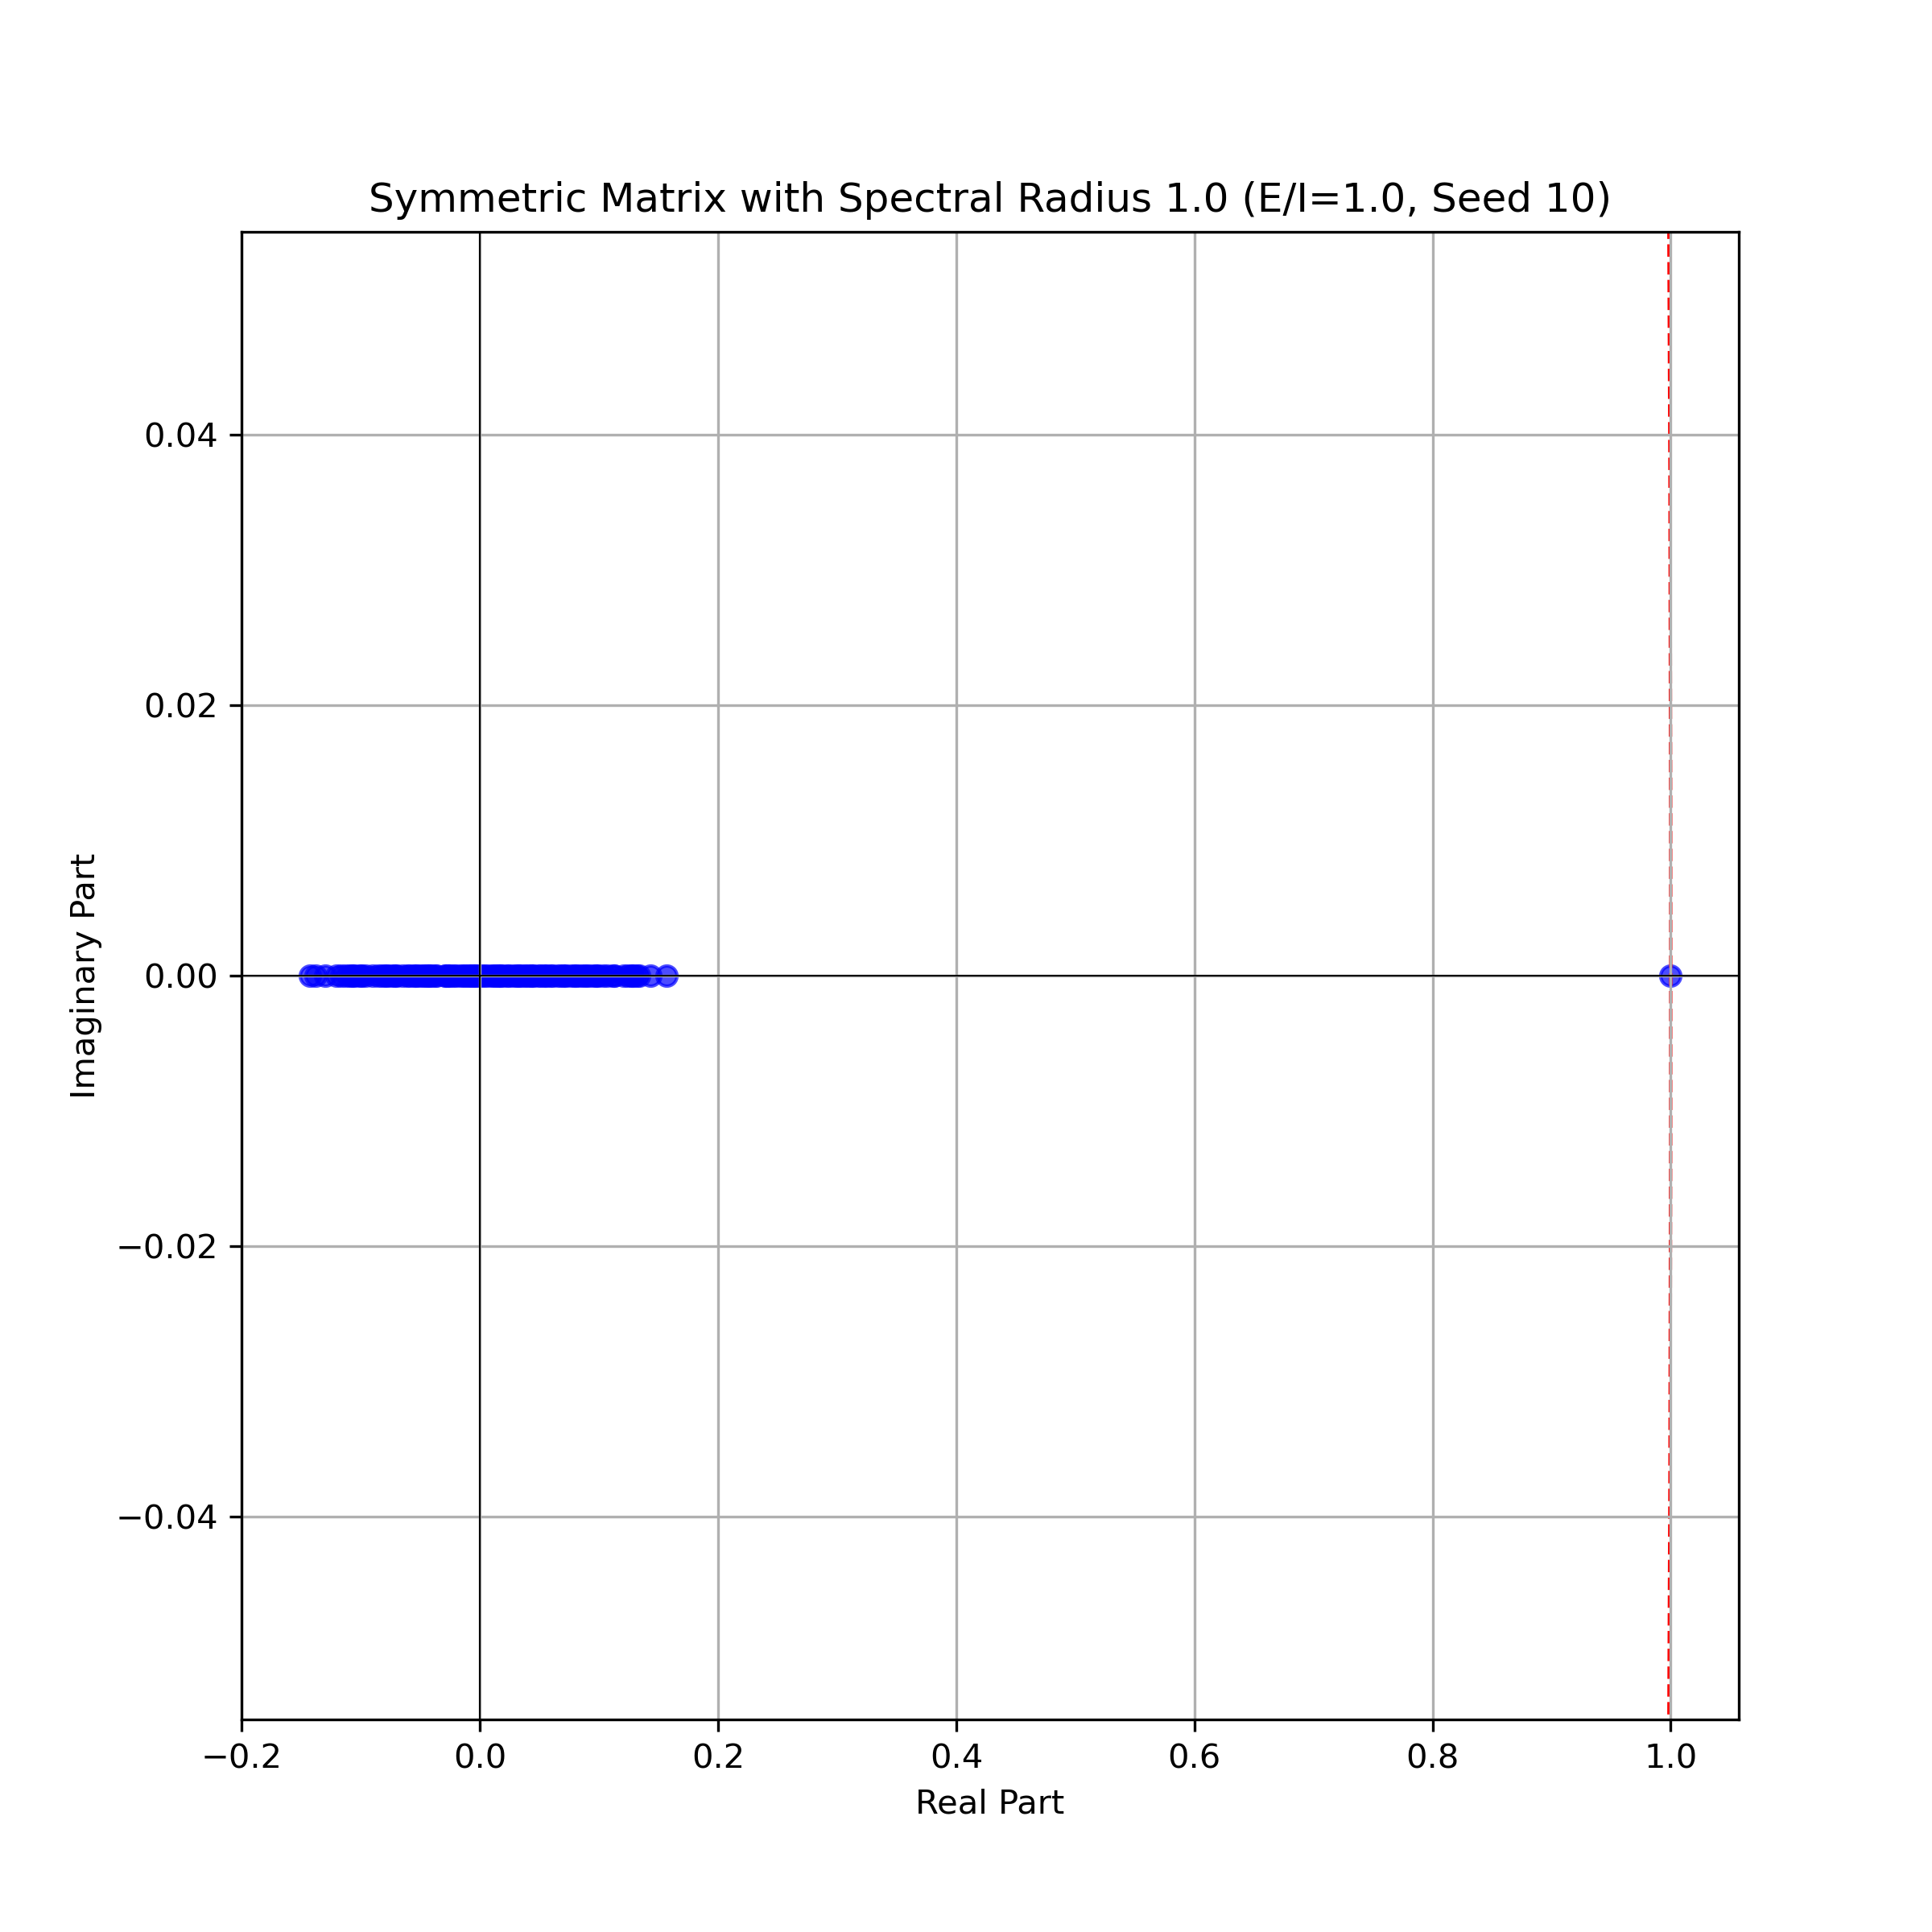 Symmetric Matrix with Spectral Radius 1.0 (E/I=1.0, Seed 10)
0.04
0.02
0.00
−0.02
−0.04
Imaginary Part
−0.2 0.0 0.2 0.4 0.6 0.8 1.0
Real Part